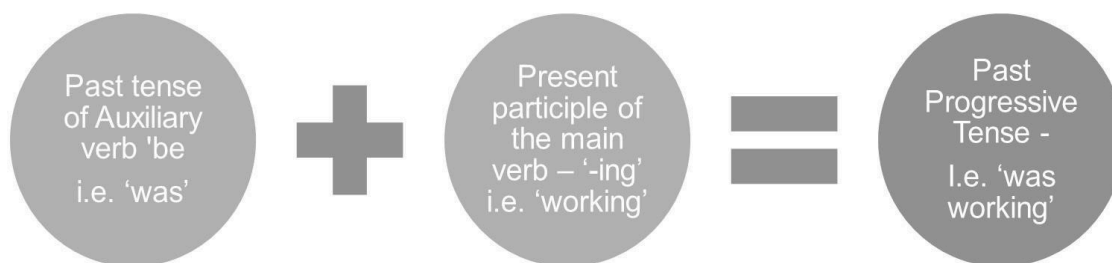 Past tense
of Auxiliary
verb 'be
i.e. ‘was’
Present
participle of
the main
verb – ‘-ing’
i.e. ‘working’
Past
Progressive
Tense -
I.e. ‘was
working’